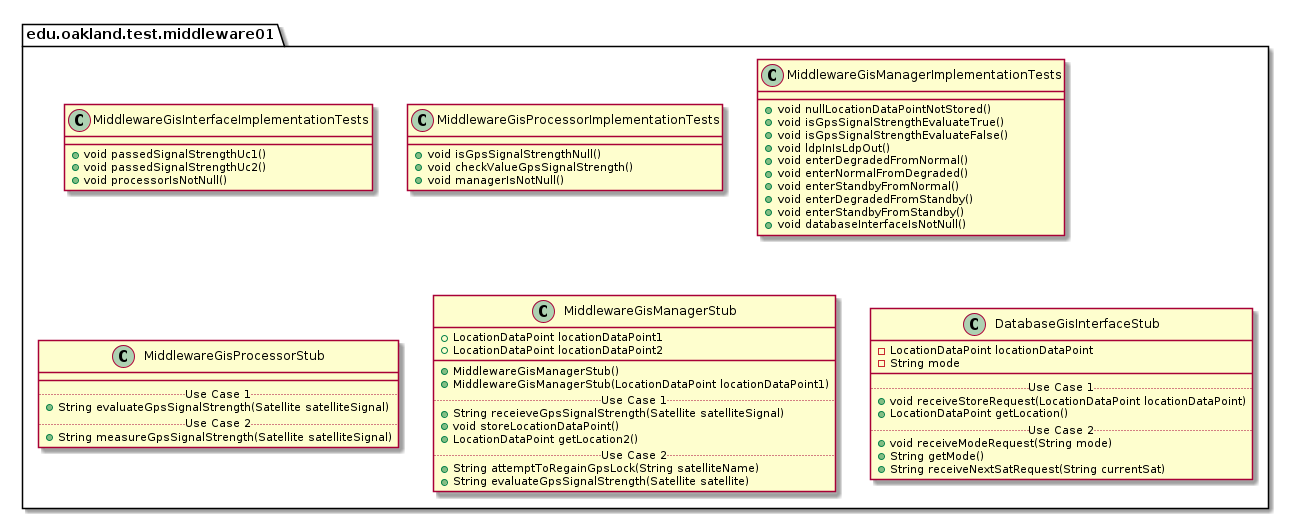 edu.oakland.test.middleware01
C MiddlewareGisInterfaceImplementationTests
void passedSignalStrengthUc1()
void passedSignalStrengthUc2()
void processorIsNotNull()
C MiddlewareGisProcessorImplementationTests
void isGpsSignalStrengthNull()
void checkValueGpsSignalStrength()
void managerIsNotNull()
C MiddlewareGisManagerImplementationTests
void nullLocationDataPointNotStored()
void isGpsSignalStrengthEvaluateTrue()
void isGpsSignalStrengthEvaluateFalse()
void ldpInIsLdpOut()
void enterDegradedFromNormal()
void enterNormalFromDegraded()
void enterStandbyFromNormal()
void enterDegradedFromStandby()
void enterStandbyFromStandby()
void databaseInterfaceIsNotNull()
C MiddlewareGisProcessorStub
Use Case 1
String evaluateGpsSignalStrength(Satellite satelliteSignal)
Use Case 2
String measureGpsSignalStrength(Satellite satelliteSignal)
C MiddlewareGisManagerStub
LocationDataPoint locationDataPoint1
LocationDataPoint locationDataPoint2
MiddlewareGisManagerStub()
MiddlewareGisManagerStub(LocationDataPoint locationDataPoint1)
Use Case 1
String receieveGpsSignalStrength(Satellite satelliteSignal)
void storeLocationDataPoint()
LocationDataPoint getLocation2()
Use Case 2
String attemptToRegainGpsLock(String satelliteName)
String evaluateGpsSignalStrength(Satellite satellite)
C DatabaseGisInterfaceStub
LocationDataPoint locationDataPoint
String mode
Use Case 1
void receiveStoreRequest(LocationDataPoint locationDataPoint)
LocationDataPoint getLocation()
Use Case 2
void receiveModeRequest(String mode)
String getMode()
String receiveNextSatRequest(String currentSat)